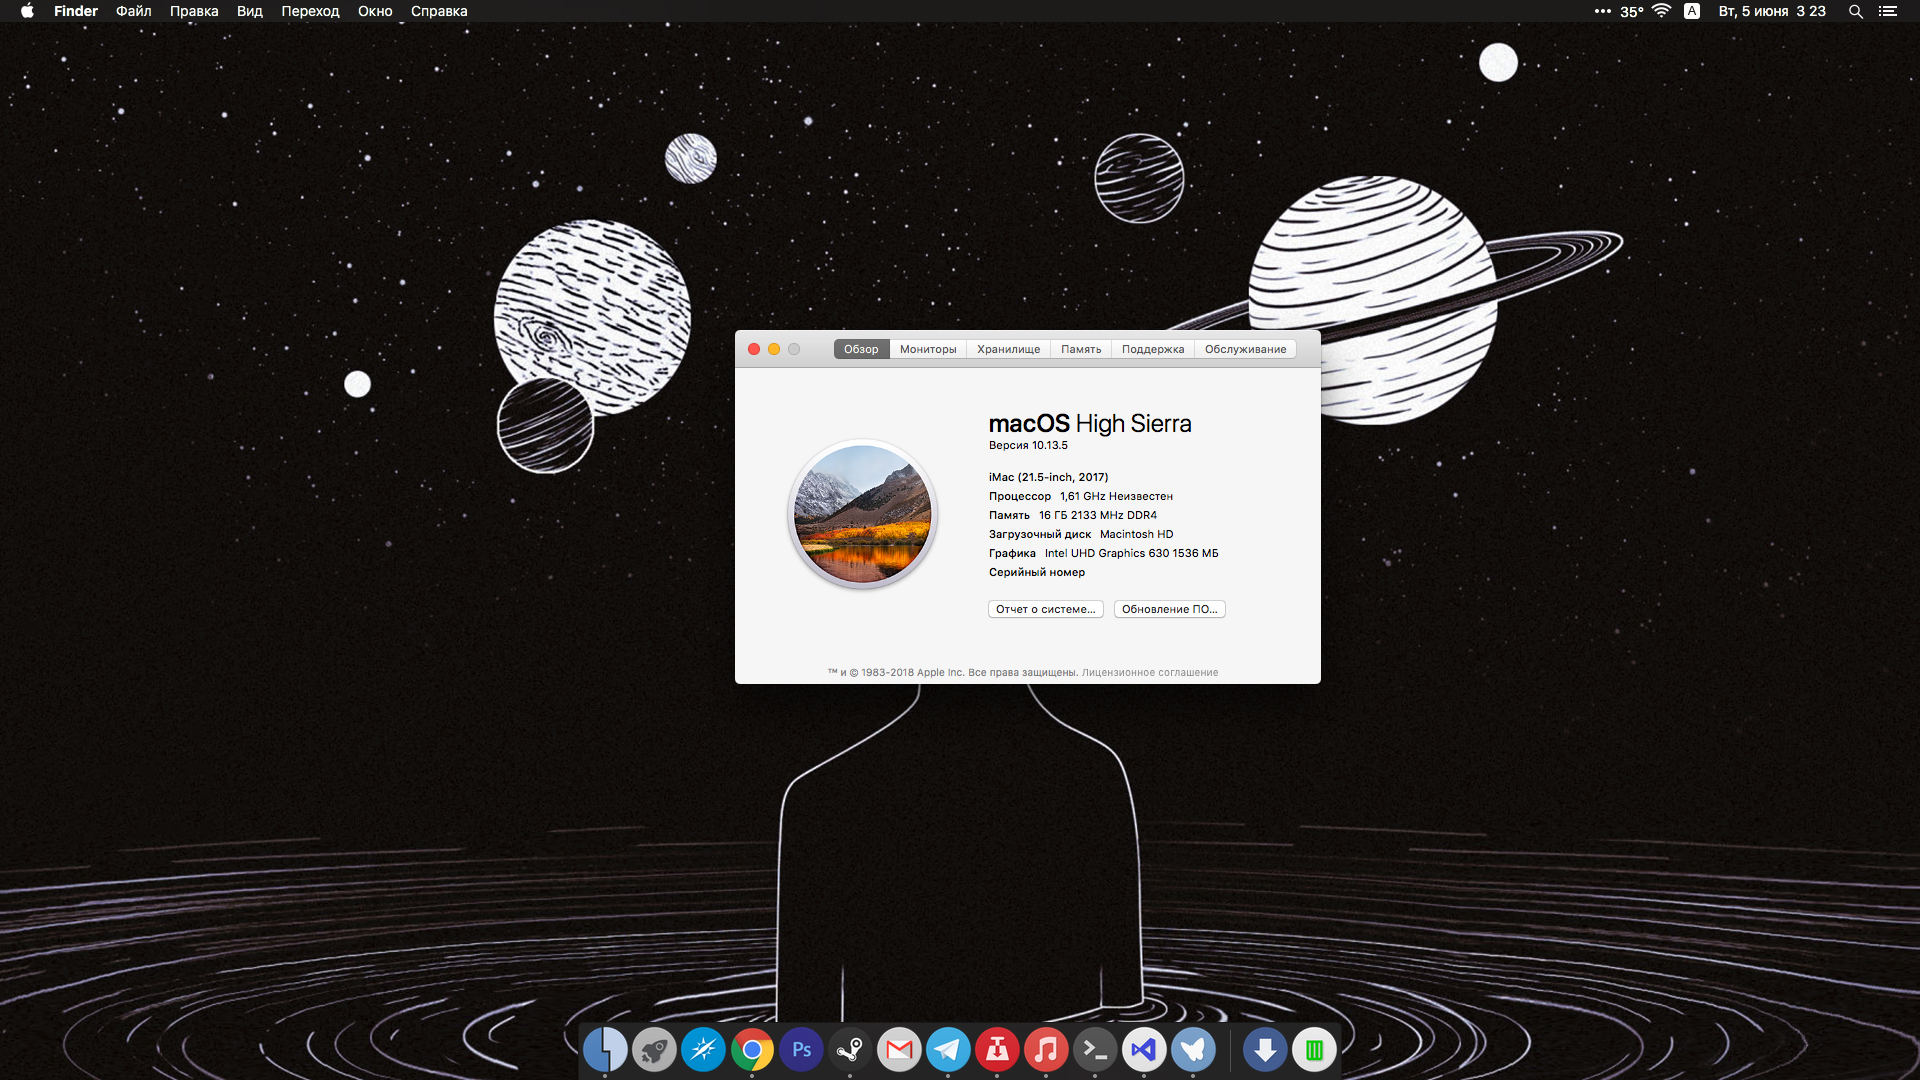 Finder Файл Правка Вид Переход Окно Справка 35° A Вт, 5 июня 3 23
Обзор Мониторы Хранилище Память Поддержка Обслуживание
macOS High Sierra
Версия 10.13.5
iMac (21.5-inch, 2017)
Процессор 1,61 GHz Неизвестен
Память 16 ГБ 2133 MHz DDR4
Загрузочный диск Macintosh HD
Графика Intel UHD Graphics 630 1536 МБ
Серийный номер
Отчет о системе... Обновление ПО...
™ и © 1983-2018 Apple Inc. Все права защищены. Лицензионное соглашение
Ps